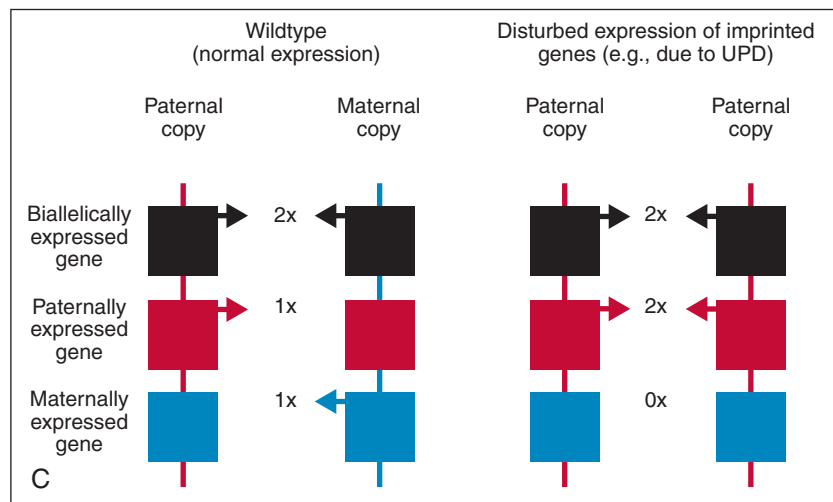 Wildtype
(normal expression)
Disturbed expression of imprinted
genes (e.g., due to UPD)
Paternal
copy
Maternal
copy
Paternal
copy
Paternal
copy
Biallelically
expressed
gene
2x
2x
Paternally
expressed
gene
1x
2x
Maternally
expressed
gene
1x
0x
C